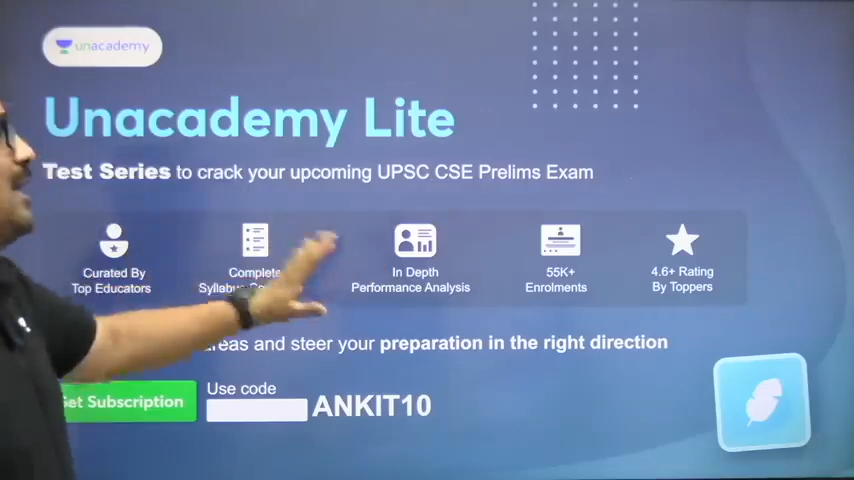 unacademy
Unacademy Lite
Test Series to crack your upcoming UPSC CSE Prelims Exam
Curated By
Top Educators
Complete
Syllabus
In Depth
Performance Analysis
55K+
Enrolments
4.6+ Rating
By Toppers
areas and steer your preparation in the right direction
Get Subscription
Use code
ANKIT10